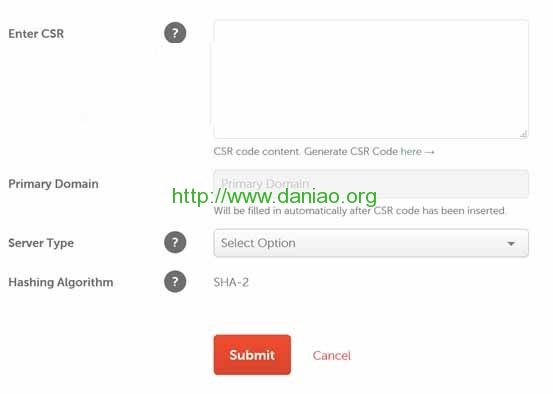 Enter CSR ?
CSR code content. Generate CSR Code here →
Primary Domain Primary Domain
http://www.daniao.org
Will be filled in automatically after CSR code has been inserted.
Server Type ? Select Option
Hashing Algorithm ? SHA-2
Submit Cancel